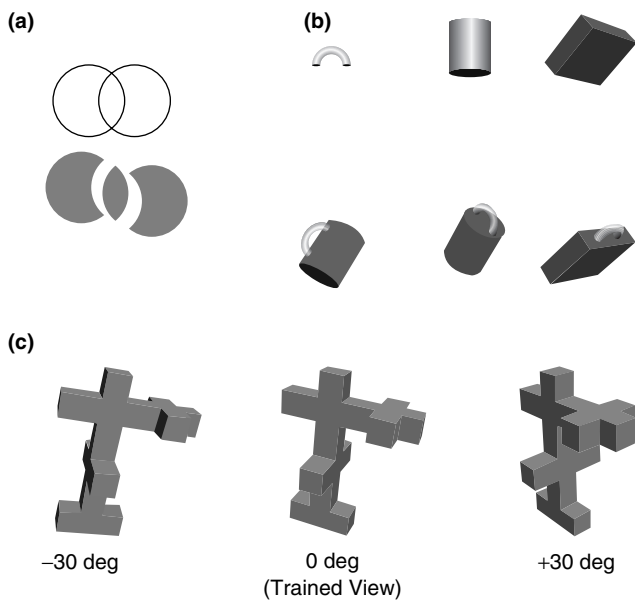 (a)
(b)
(c)
−30 deg
0 deg
(Trained View)
+30 deg